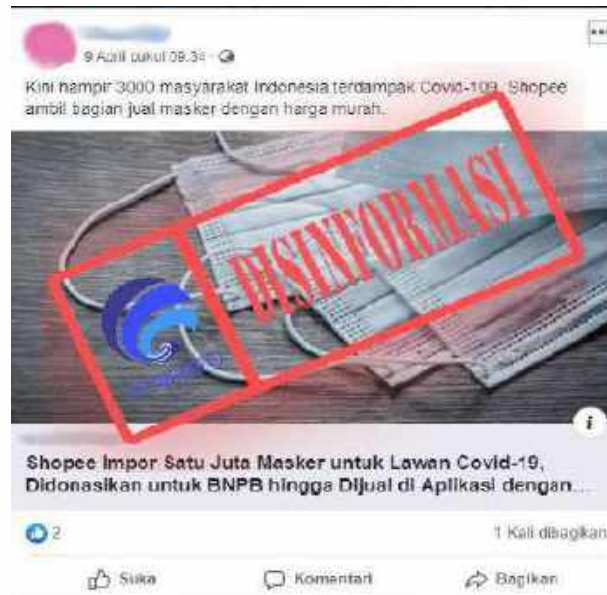 9 April pukul 09.34
Kini hampir 3000 masyarakat Indonesia terdampak Covid-109, Shopee
ambil bagian jual masker dengan harga murah.
DISINFORMASI
Shopee Impor Satu Juta Masker untuk Lawan Covid-19,
Didonasikan untuk BNPB hingga Dijual di Aplikasi dengan...
2
1 Kali dibagikan
Suka
Komentari
Bagikan